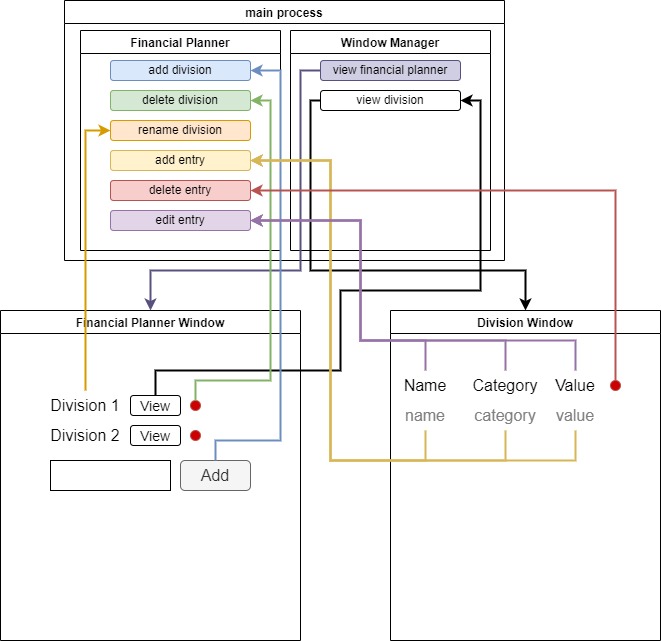 main process
Financial Planner
Window Manager
add division
view financial planner
delete division
view division
rename division
add entry
delete entry
edit entry
Financial Planner Window
Division Window
Name Category Value
Division 1 View
name category value
Division 2 View
Add